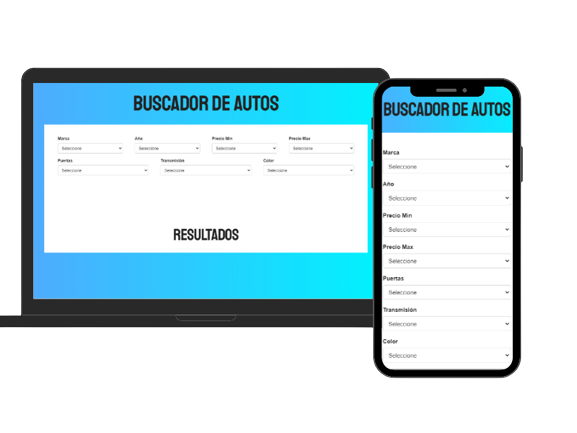 BUSCADOR DE AUTOS
Marca Año Precio Min Precio Max
Seleccione Seleccione Seleccione Seleccione
Puertas Transmisión Color
Seleccione Seleccione Seleccione
RESULTADOS
BUSCADOR DE AUTOS
Marca
Seleccione
Año
Seleccione
Precio Min
Seleccione
Precio Max
Seleccione
Puertas
Seleccione
Transmisión
Seleccione
Color
Seleccione